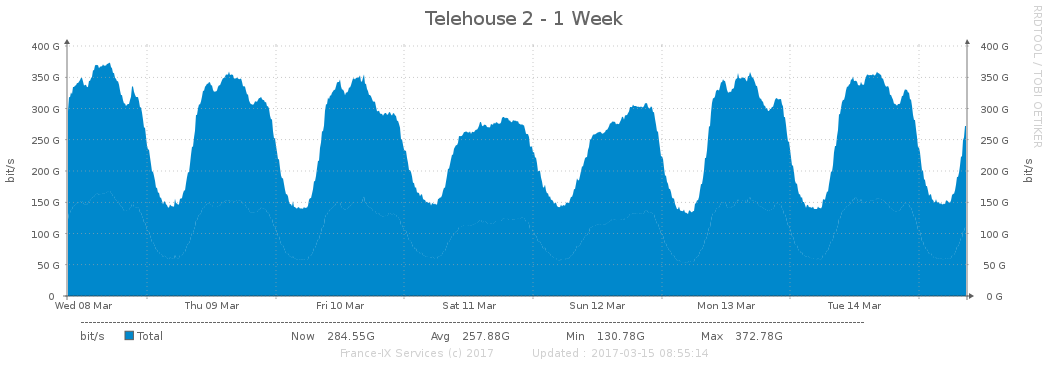 Telehouse 2 - 1 Week
RRDTOOL / TOBI OETIKER
400 G 400 G
350 G 350 G
300 G 300 G
250 G 250 G
200 G 200 G
150 G 150 G
100 G 100 G
50 G 50 G
0 0 G
bit/s bit/s
Wed 08 Mar Thu 09 Mar Fri 10 Mar Sat 11 Mar Sun 12 Mar Mon 13 Mar Tue 14 Mar
bit/s Total Now 284.55G Avg 257.88G Min 130.78G Max 372.78G
France-IX Services (c) 2017 Updated : 2017-03-15 08:55:14